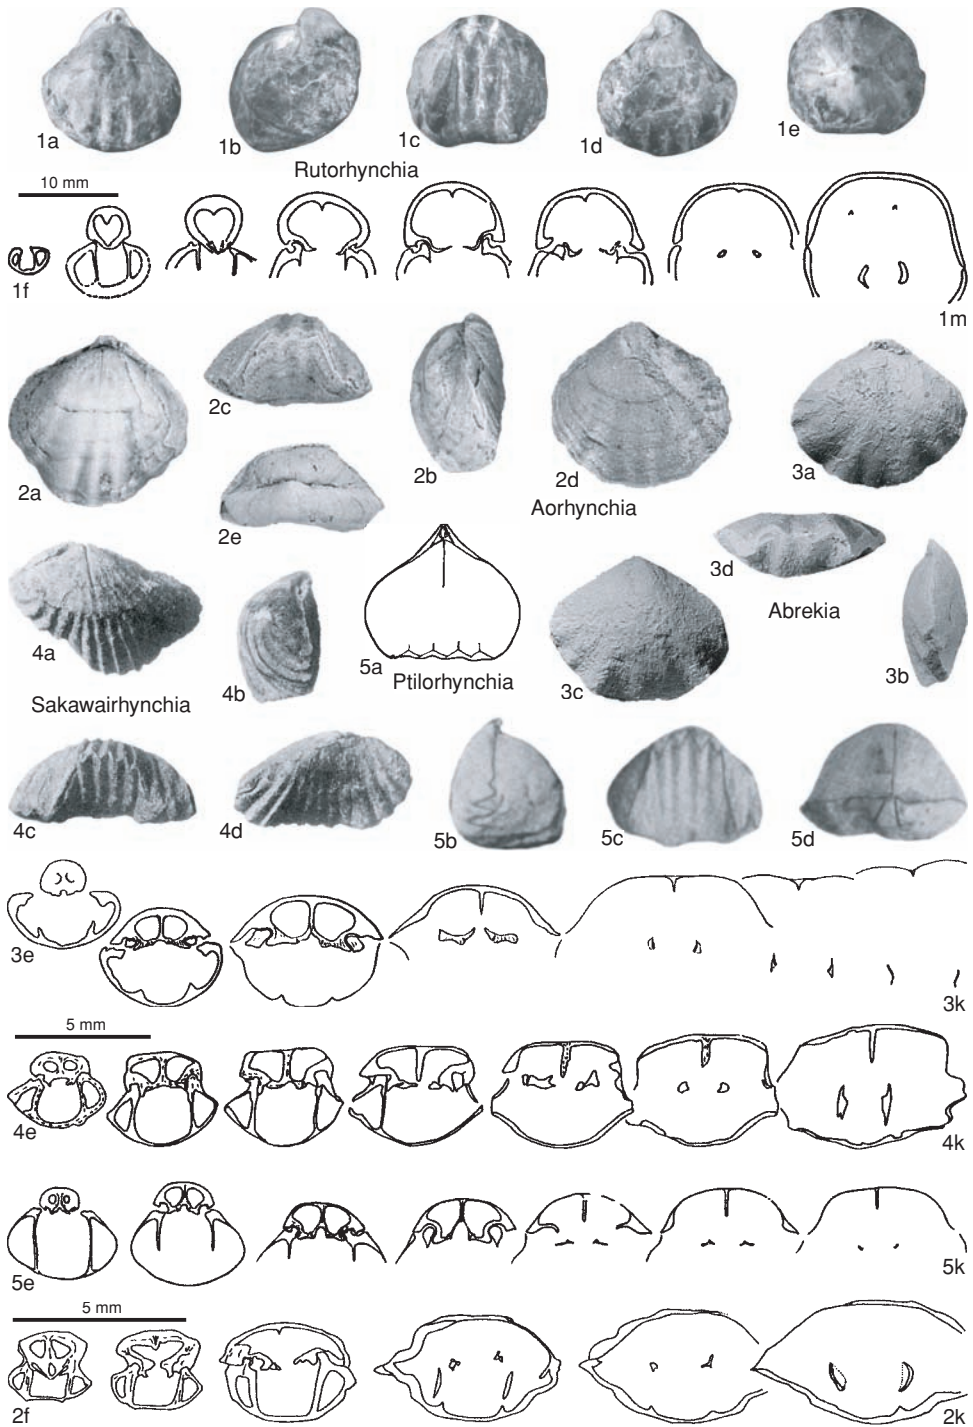 1a
1b
1c
1d
1e
Rutorhynchia
10 mm
1f
1m
2a
2c
2b
2d
3a
2e
Aorhynchia
3d
Abrekia
4a
4b
5a
3c
3b
Sakawairhynchia
Ptilorhynchia
4c
4d
5b
5c
5d
3e
3k
5 mm
4e
4k
5e
5k
5 mm
2f
2k